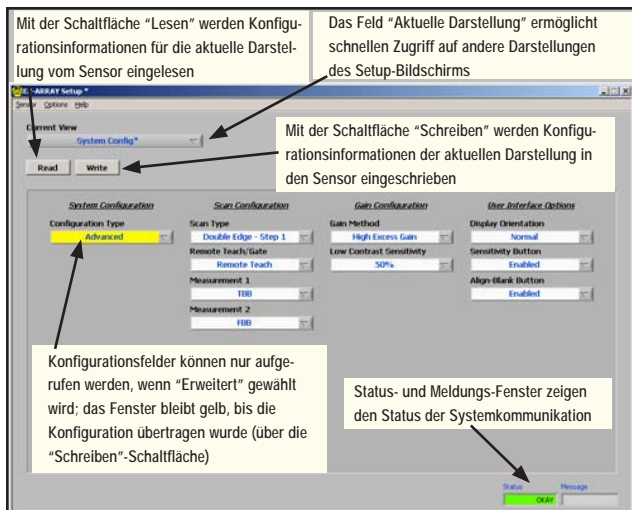 Mit der Schaltfläche “Lesen” werden Konfigu-
rationsinformationen für die aktuelle Darstel-
lung vom Sensor eingelesen
Das Feld “Aktuelle Darstellung” ermöglicht
schnellen Zugriff auf andere Darstellungen
des Setup-Bildschirms
-ARRAY Setup *
Sensor Options Help
Current View
System Config*
Mit der Schaltfläche “Schreiben” werden Konfigu-
rationsinformationen der aktuellen Darstellung in
den Sensor eingeschrieben
Read Write
System Configuration
Configuration Type
Advanced
Scan Configuration
Scan Type
Double Edge - Step 1
Remote Teach/Gate
Remote Teach
Measurement 1
TBB
Measurement 2
FBB
Gain Configuration
Gain Method
High Excess Gain
Low Contrast Sensitivity
50%
User Interface Options
Display Orientation
Normal
Sensitivity Button
Enabled
Align-Blank Button
Enabled
Konfigurationsfelder können nur aufge-
rufen werden, wenn “Erweitert” gewählt
wird; das Fenster bleibt gelb, bis die
Konfiguration übertragen wurde (über die
“Schreiben”-Schaltfläche)
Status- und Meldungs-Fenster zeigen
den Status der Systemkommunikation
Status Message
OKAY